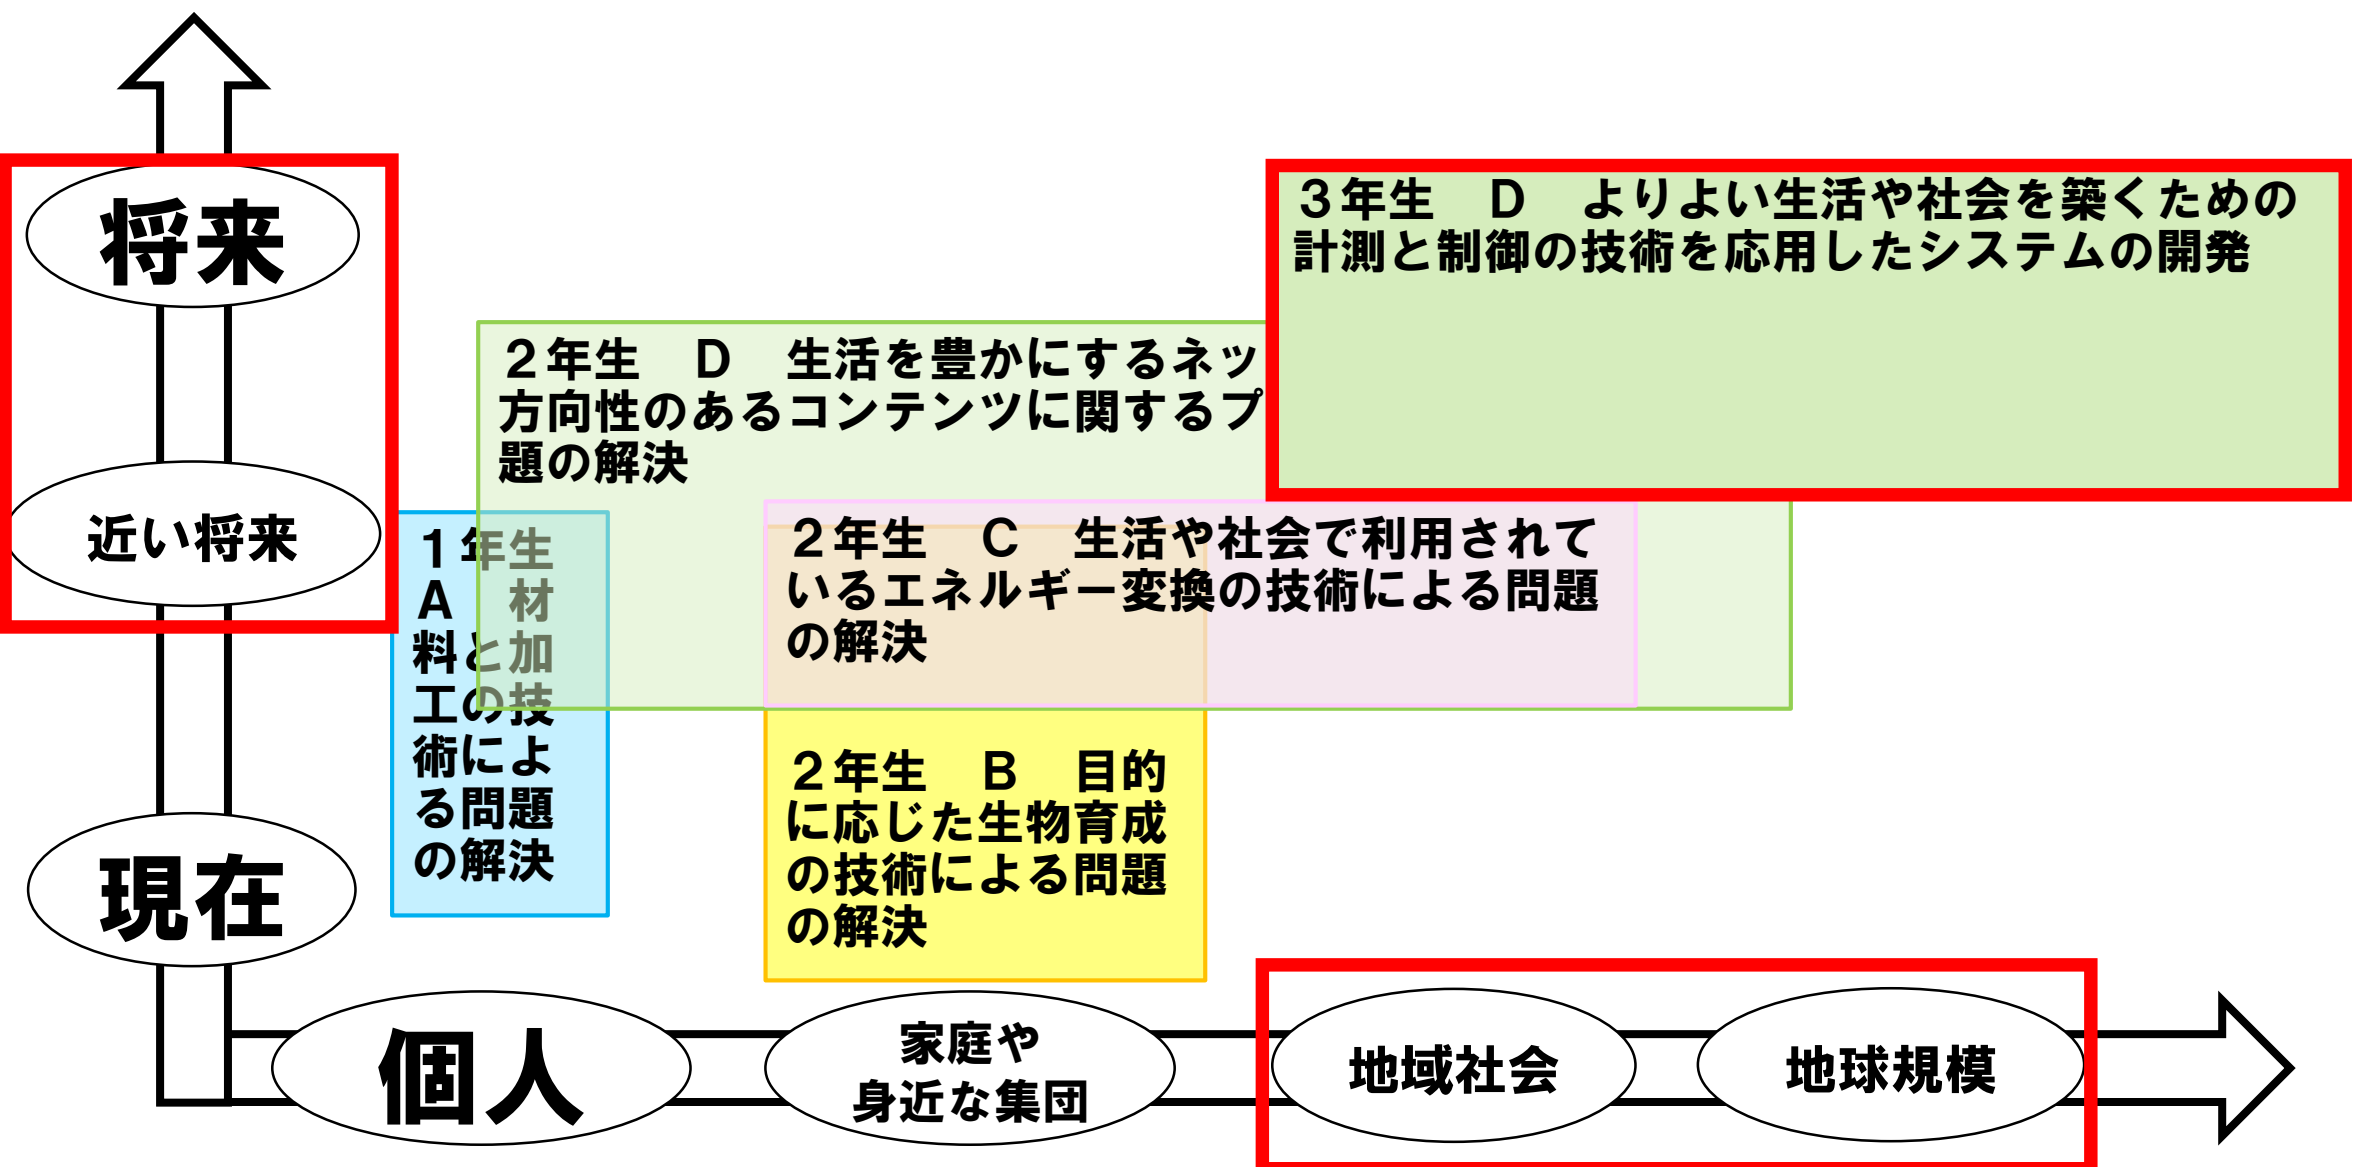 将来
近い将来
現在
３年生　D　よりよい生活や社会を築くための
計測と制御の技術を応用したシステムの開発
２年生　D　生活を豊かにするネッ
方向性のあるコンテンツに関するプ
題の解決
１年生
A　材
料と加
工の技
術によ
る問題
の解決
２年生　C　生活や社会で利用されて
いるエネルギー変換の技術による問題
の解決
２年生　B　目的
に応じた生物育成
の技術による問題
の解決
個人
家庭や
身近な集団
地域社会
地球規模